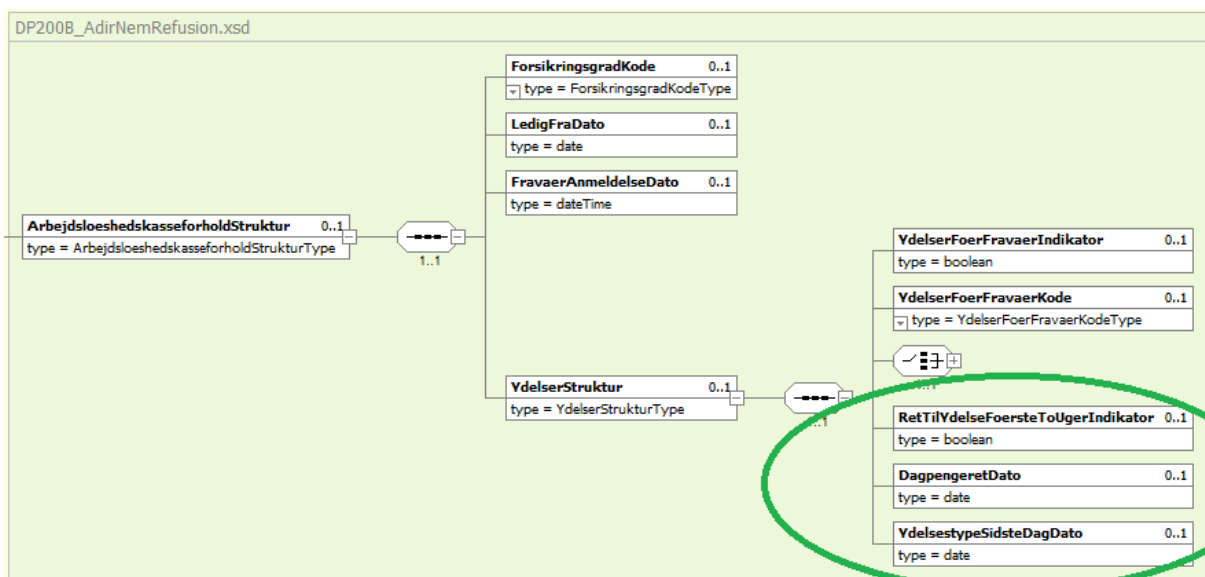 DP200B_AdirNemRefusion.xsd
ForsikringsgradKode 0..1
type = ForsikringsgradKodeType
LedigFraDato 0..1
type = date
FravaerAnmeldelseDato 0..1
type = dateTime
ArbejdsloeshedskasseforholdStruktur 0..1
type = ArbejdsloeshedskasseforholdStrukturType
1..1
YdelserFoerFravaerIndikator 0..1
type = boolean
YdelserFoerFravaerKode 0..1
type = YdelserFoerFravaerKodeType
YdelserStruktur 0..1
type = YdelserStrukturType
RetTilYdelseFoersteToUgerIndikator 0..1
type = boolean
DagpengeretDato 0..1
type = date
YdelsestypeSidsteDagDato 0..1
type = date